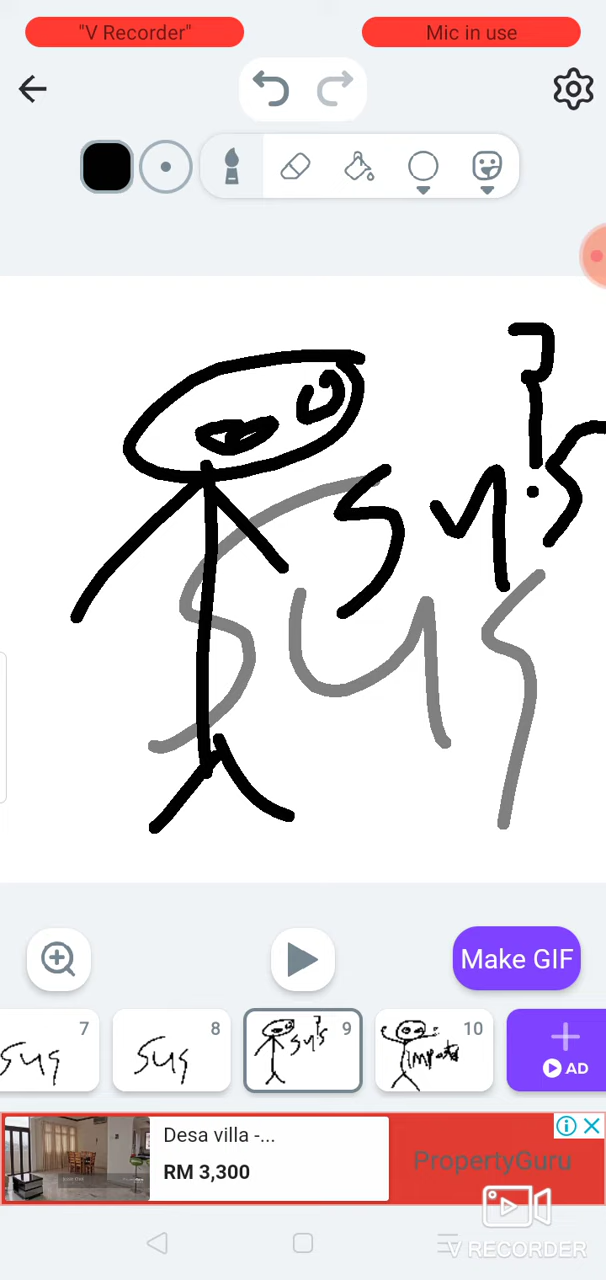 "V Recorder"
Mic in use
?
sus
sus
Make GIF
7
8
9
10
sus
sus
sus
AD
Desa villa -...
RM 3,300
PropertyGuru
V RECORDER